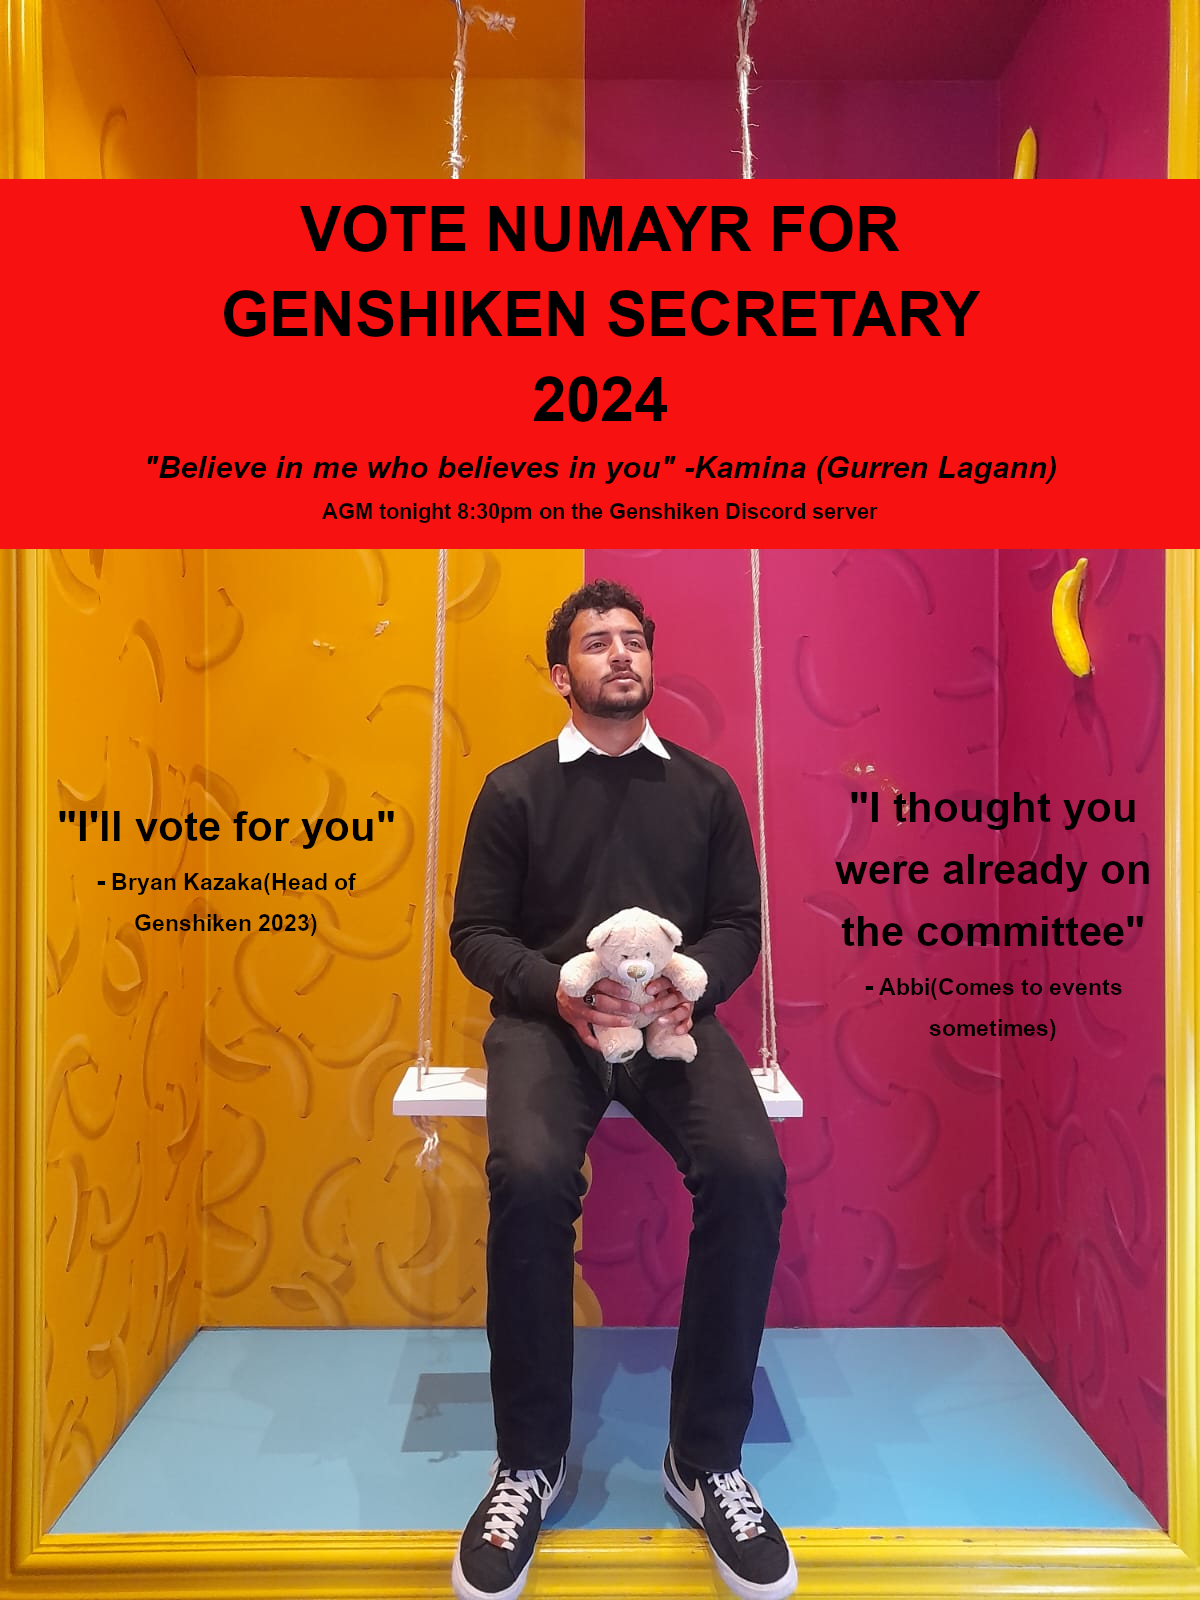 VOTE NUMAYR FOR
GENSHIKEN SECRETARY
2024
"Believe in me who believes in you" -Kamina (Gurren Lagann)
AGM tonight 8:30pm on the Genshiken Discord server
"I'll vote for you"
- Bryan Kazaka(Head of
Genshiken 2023)
"I thought you
were already on
the committee"
- Abbi(Comes to events
sometimes)